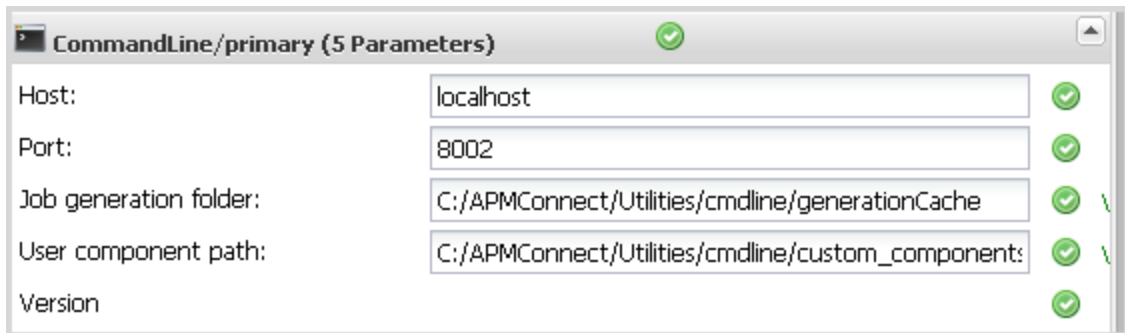 CommandLine/primary (5 Parameters)
Host: localhost
Port: 8002
Job generation folder: C:/APMConnect/Utilities/cmdline/generationCache
User component path: C:/APMConnect/Utilities/cmdline/custom_components
Version